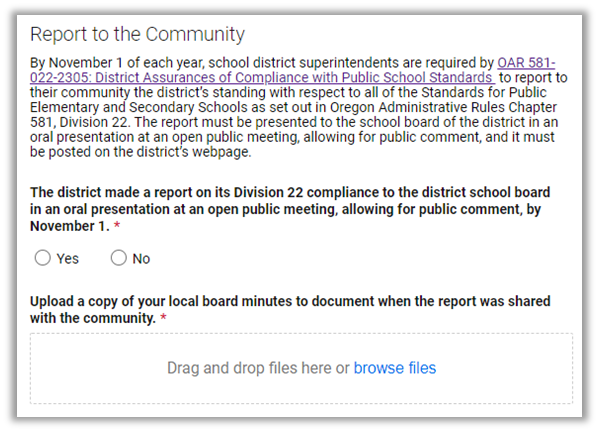 Report to the Community
By November 1 of each year, school district superintendents are required by OAR 581-
022-2305: District Assurances of Compliance with Public School Standards to report to
their community the district's standing with respect to all of the Standards for Public
Elementary and Secondary Schools as set out in Oregon Administrative Rules Chapter
581, Division 22. The report must be presented to the school board of the district in an
oral presentation at an open public meeting, allowing for public comment, and it must
be posted on the district's webpage.
The district made a report on its Division 22 compliance to the district school board
in an oral presentation at an open public meeting, allowing for public comment, by
November 1. *
Yes No
Upload a copy of your local board minutes to document when the report was shared
with the community. *
Drag and drop files here or browse files